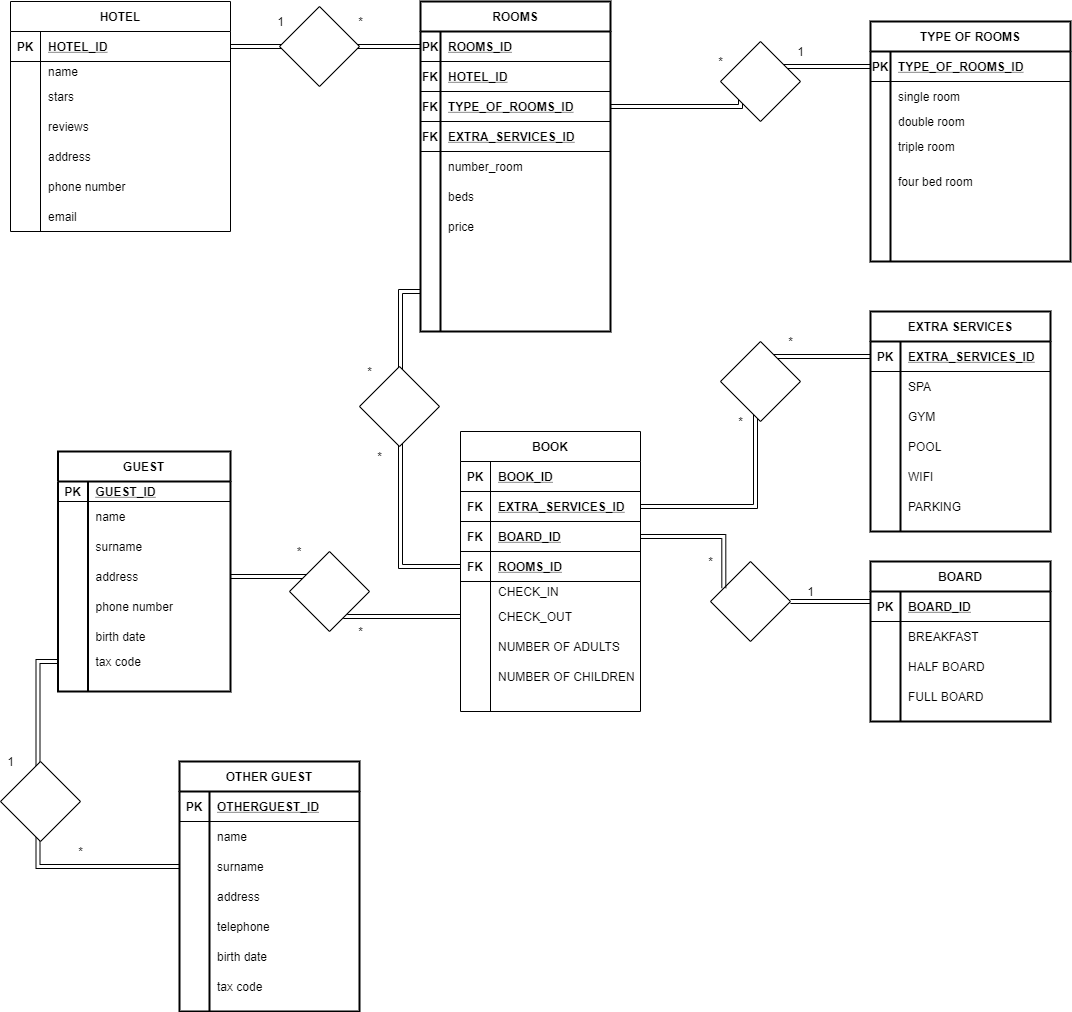 HOTEL
PK HOTEL_ID
name
stars
reviews
address
phone number
email
1
*
ROOMS
PK ROOMS_ID
FK HOTEL_ID
FK TYPE_OF_ROOMS_ID
FK EXTRA_SERVICES_ID
number_room
beds
price
*
1
TYPE OF ROOMS
PK TYPE_OF_ROOMS_ID
single room
double room
triple room
four bed room
*
*
EXTRA SERVICES
PK EXTRA_SERVICES_ID
SPA
GYM
POOL
WIFI
PARKING
*
*
BOOK
PK BOOK_ID
FK EXTRA_SERVICES_ID
FK BOARD_ID
FK ROOMS_ID
CHECK_IN
CHECK_OUT
NUMBER OF ADULTS
NUMBER OF CHILDREN
*
1
BOARD
PK BOARD_ID
BREAKFAST
HALF BOARD
FULL BOARD
GUEST
PK GUEST_ID
name
surname
address
phone number
birth date
tax code
*
*
1
*
OTHER GUEST
PK OTHERGUEST_ID
name
surname
address
telephone
birth date
tax code